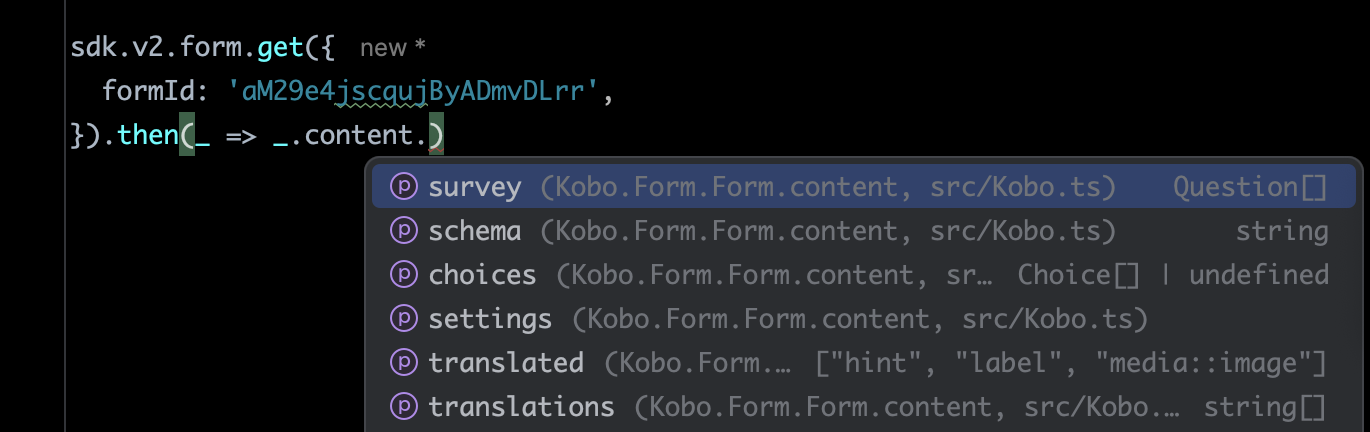 sdk.v2.form.get({ new *
formId: 'aM29e4jscqujByADmvDLrr',
}).then(_ => _.content.)
p survey (Kobo.Form.Form.content, src/Kobo.ts) Question[]
p schema (Kobo.Form.Form.content, src/Kobo.ts) string
p choices (Kobo.Form.Form.content, sr… Choice[] | undefined
p settings (Kobo.Form.Form.content, src/Kobo.ts)
p translated (Kobo.Form.… ["hint", "label", "media::image"]
p translations (Kobo.Form.Form.content, src/Kobo.… string[]